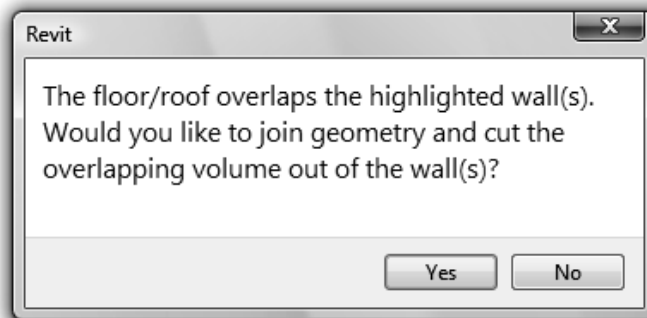 Revit
The floor/roof overlaps the highlighted wall(s).
Would you like to join geometry and cut the
overlapping volume out of the wall(s)?
Yes No